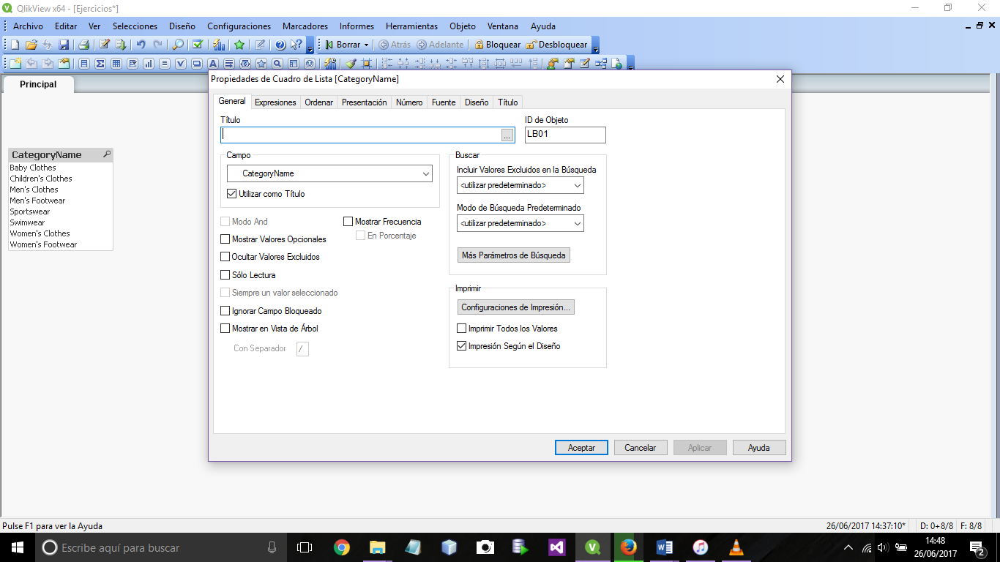 QlikView x64 - [Ejercicios*]
Archivo Editar Ver Selecciones Diseño Configuraciones Marcadores Informes Herramientas Objeto Ventana Ayuda
Borrar Atrás Adelante Bloquear Desbloquear
Principal
CategoryName
Baby Clothes
Children's Clothes
Men's Clothes
Men's Footwear
Sportswear
Swimwear
Women's Clothes
Women's Footwear
Propiedades de Cuadro de Lista [CategoryName]
General Expresiones Ordenar Presentación Número Fuente Diseño Título
Título
...
ID de Objeto
LB01
Campo
CategoryName
Utilizar como Título
Modo And
Mostrar Frecuencia
En Porcentaje
Mostrar Valores Opcionales
Ocultar Valores Excluidos
Sólo Lectura
Siempre un valor seleccionado
Ignorar Campo Bloqueado
Mostrar en Vista de Árbol
Con Separador /
Buscar
Incluir Valores Excluidos en la Búsqueda
<utilizar predeterminado>
Modo de Búsqueda Predeterminado
<utilizar predeterminado>
Más Parámetros de Búsqueda
Imprimir
Configuraciones de Impresión...
Imprimir Todos los Valores
Impresión Según el Diseño
Aceptar Cancelar Aplicar Ayuda
Pulse F1 para ver la Ayuda
26/06/2017 14:37:10* D: 0+8/8 F: 8/8
Escribe aquí para buscar
14:48
26/06/2017
2